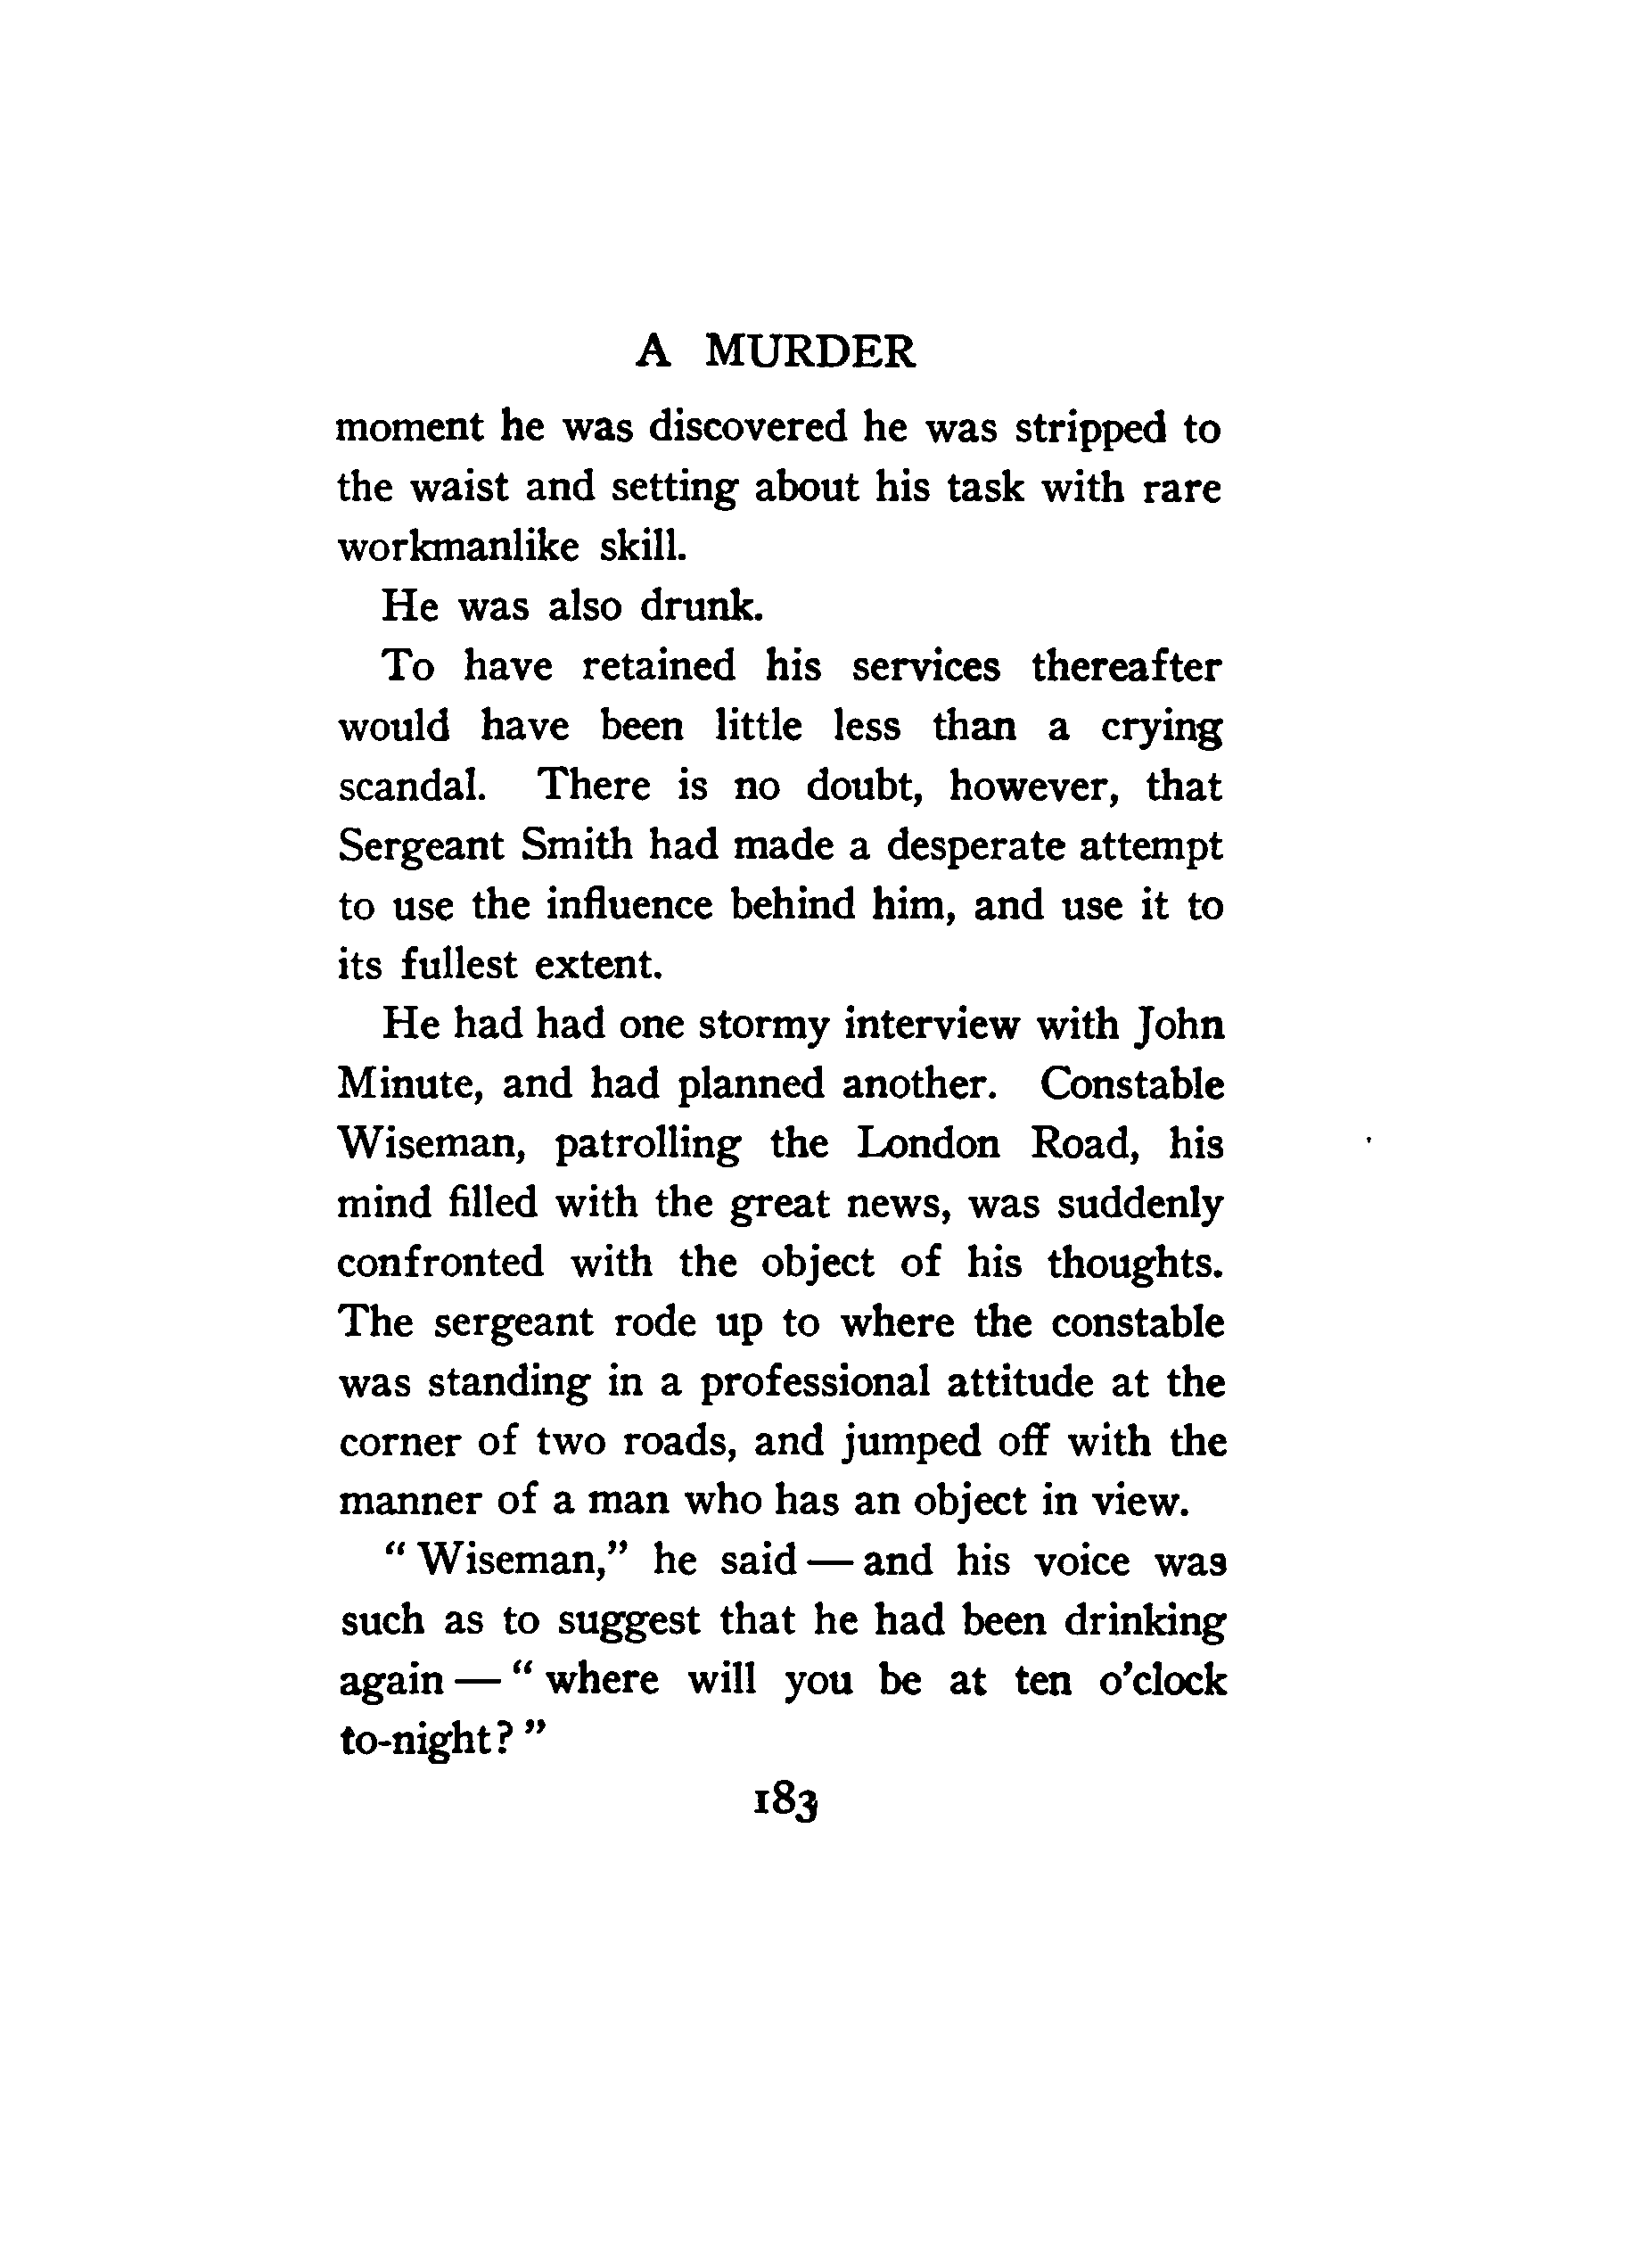 A MURDER
moment he was discovered he was stripped to
the waist and setting about his task with rare
workmanlike skill.
He was also drunk.
To have retained his services thereafter
would have been little less than a crying
scandal. There is no doubt, however, that
Sergeant Smith had made a desperate attempt
to use the influence behind him, and use it to
its fullest extent.
He had had one stormy interview with John
Minute, and had planned another. Constable
Wiseman, patrolling the London Road, his
mind filled with the great news, was suddenly
confronted with the object of his thoughts.
The sergeant rode up to where the constable
was standing in a professional attitude at the
corner of two roads, and jumped off with the
manner of a man who has an object in view.
“Wiseman,” he said — and his voice was
such as to suggest that he had been drinking
again — “where will you be at ten o’clock
to-night?”
183